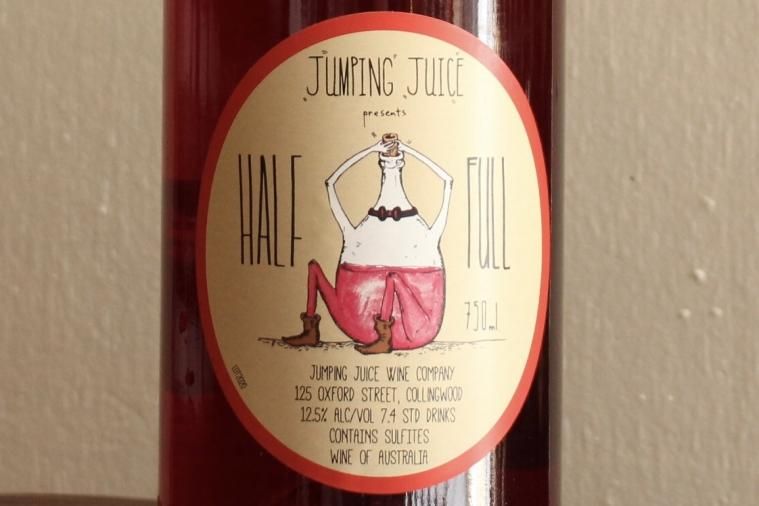 JUMPING JUICE
presents
HALF FULL
750ml
LOT2020
JUMPING JUICE WINE COMPANY
125 OXFORD STREET, COLLINGWOOD
12.5% ALC/VOL 7.4 STD DRINKS
CONTAINS SULFITES
WINE OF AUSTRALIA